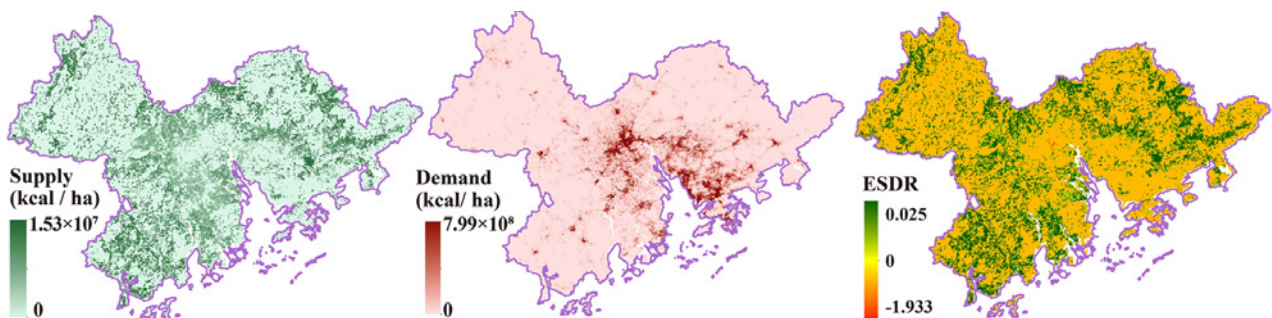 Supply
(kcal / ha)
1.53×10⁷
0
Demand
(kcal/ ha)
7.99×10⁸
0
ESDR
0.025
0
-1.933